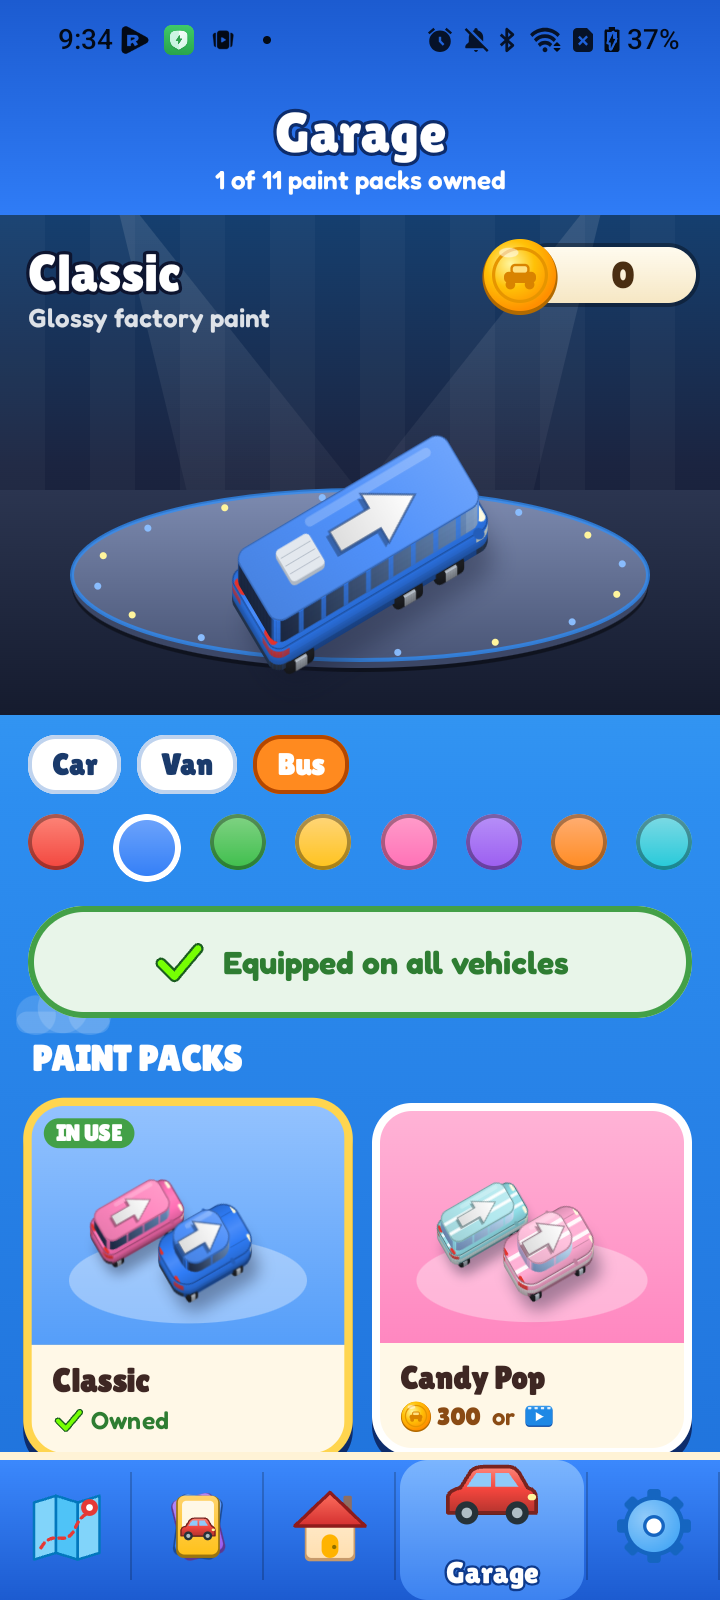 9:34
37%
Garage
1 of 11 paint packs owned
Classic
0
Glossy factory paint
Car
Van
Bus
Equipped on all vehicles
PAINT PACKS
IN USE
Classic
Owned
Candy Pop
300 or
Garage